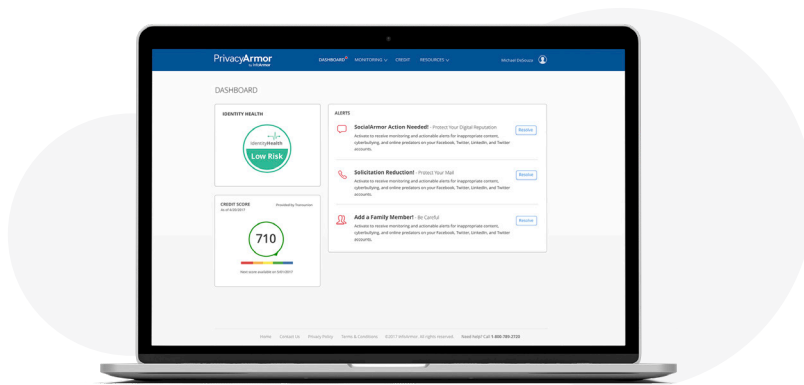 PrivacyArmor
by InfoArmor
DASHBOARD
MONITORING
CREDIT
RESOURCES
Michael DeSouza
DASHBOARD
IDENTITY HEALTH
identityHealth
Low Risk
CREDIT SCORE
Provided by TransUnion
710
ALERTS
SocialArmor Action Needed! - Protect Your Digital Reputation
Activate to receive monitoring and actionable alerts for inappropriate content,
cyberbullying, and online predators on your Facebook, Twitter, LinkedIn, and Twitter
accounts.
Resolve
Solicitation Reduction! - Protect Your Mail
Activate to receive monitoring and actionable alerts for inappropriate content,
cyberbullying, and online predators on your Facebook, Twitter, LinkedIn, and Twitter
accounts.
Resolve
Add a Family Member! - Be Careful
Activate to receive monitoring and actionable alerts for inappropriate content,
cyberbullying, and online predators on your Facebook, Twitter, LinkedIn, and Twitter
accounts.
Resolve
Home
Contact Us
Privacy Policy
Terms & Conditions
©2017 InfoArmor. All rights reserved.
Need help? Call 1-800-789-2720